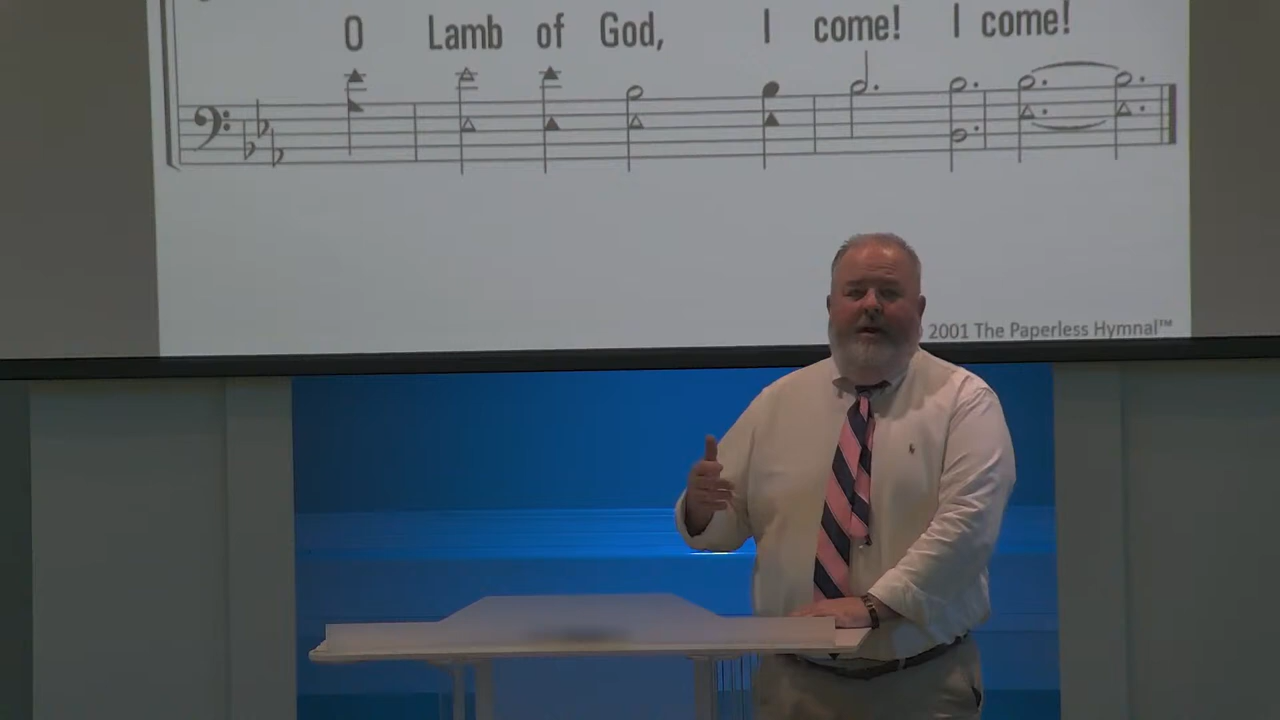 O Lamb of God, I come! I come!
2001 The Paperless Hymnal™